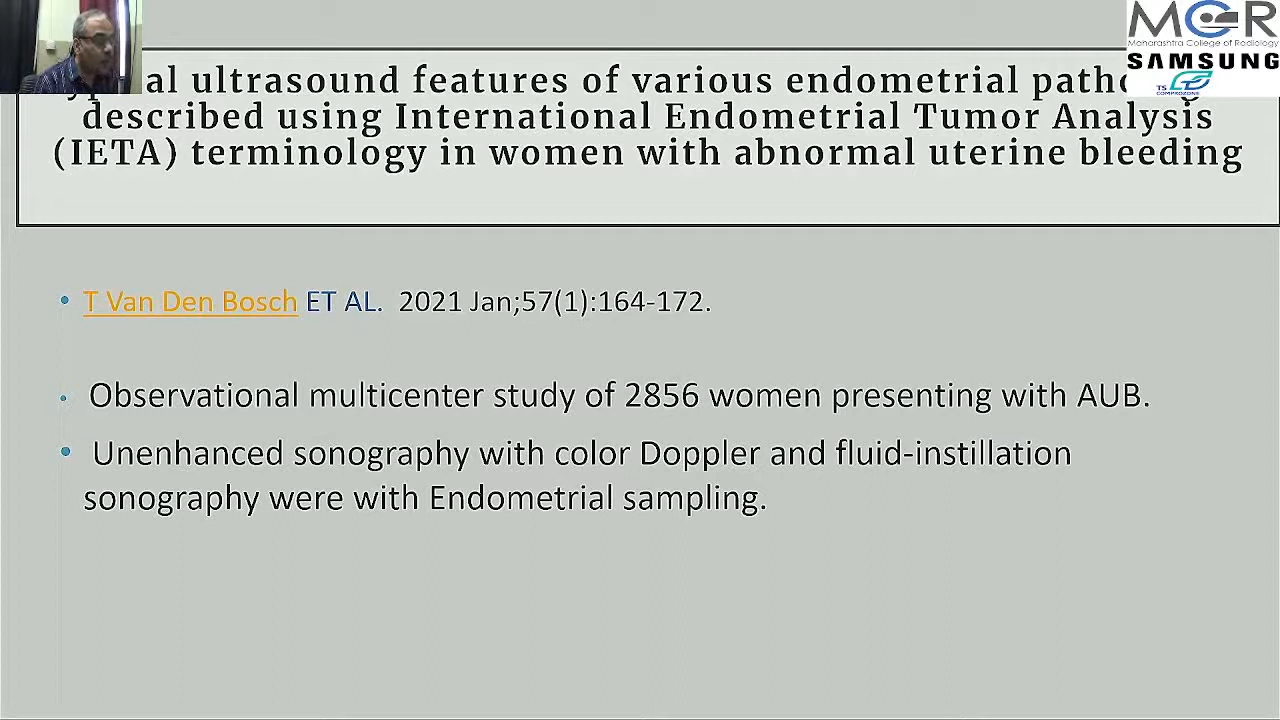 MCR
Maharashtra College of Radiology
SAMSUNG
TS
COMPROZONE
ultrasound features of various endometrial
described using International Endometrial Tumor Analysis
(IETA) terminology in women with abnormal uterine bleeding
• T Van Den Bosch ET AL. 2021 Jan;57(1):164-172.
• Observational multicenter study of 2856 women presenting with AUB.
• Unenhanced sonography with color Doppler and fluid-instillation
sonography were with Endometrial sampling.